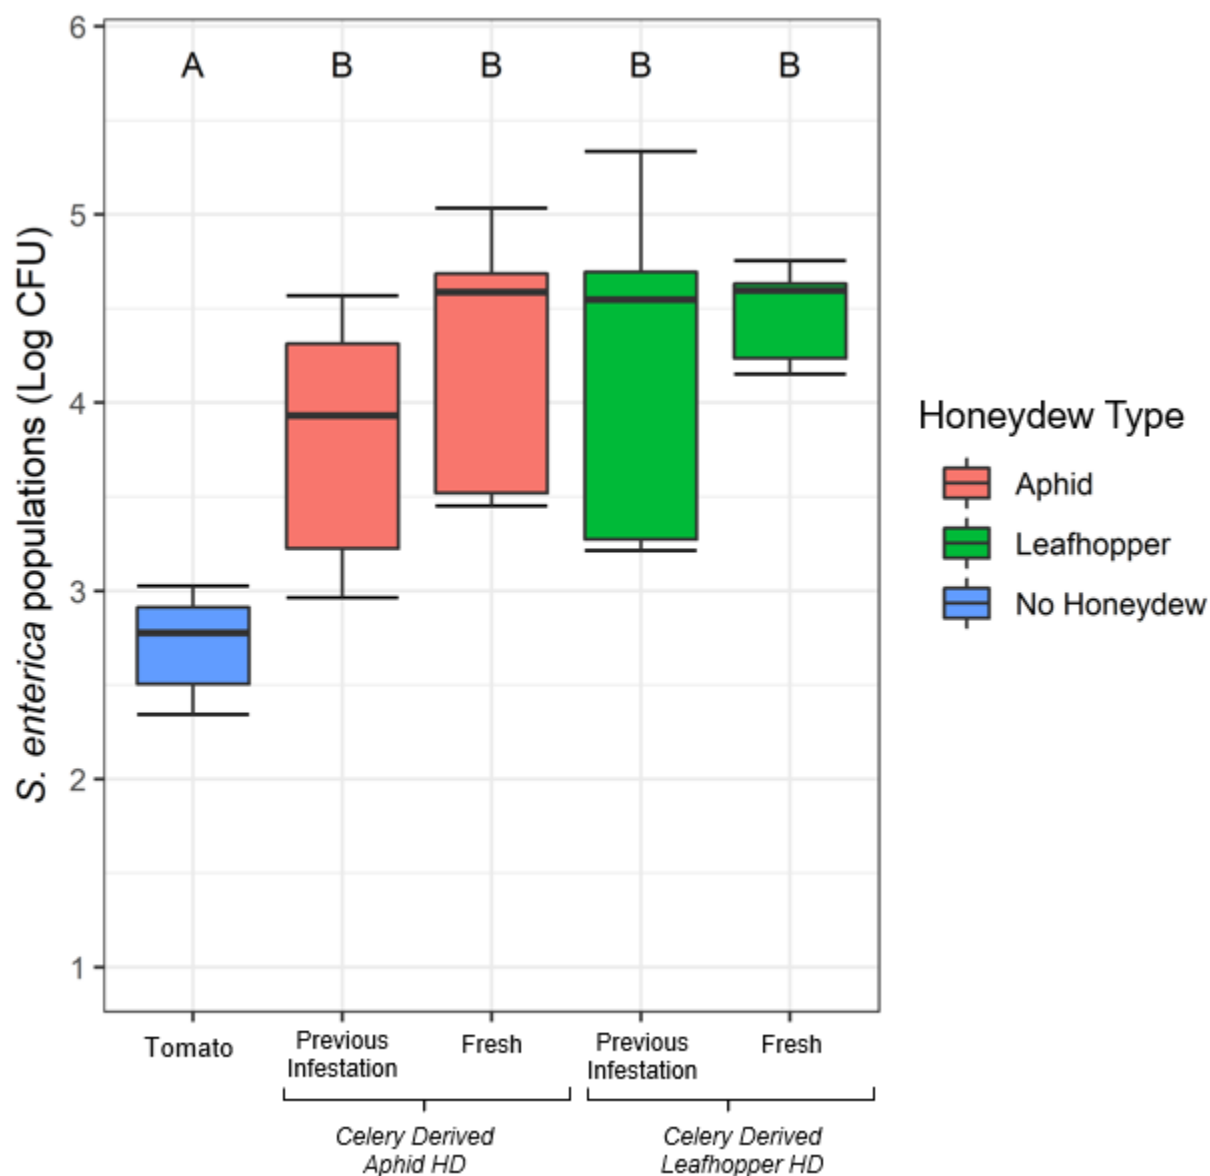 6
A B B B B
5
4
3
2
1
S. enterica populations (Log CFU)
Honeydew Type
Aphid
Leafhopper
No Honeydew
Tomato
Previous
Infestation
Fresh
Previous
Infestation
Fresh
Celery Derived
Aphid HD
Celery Derived
Leafhopper HD